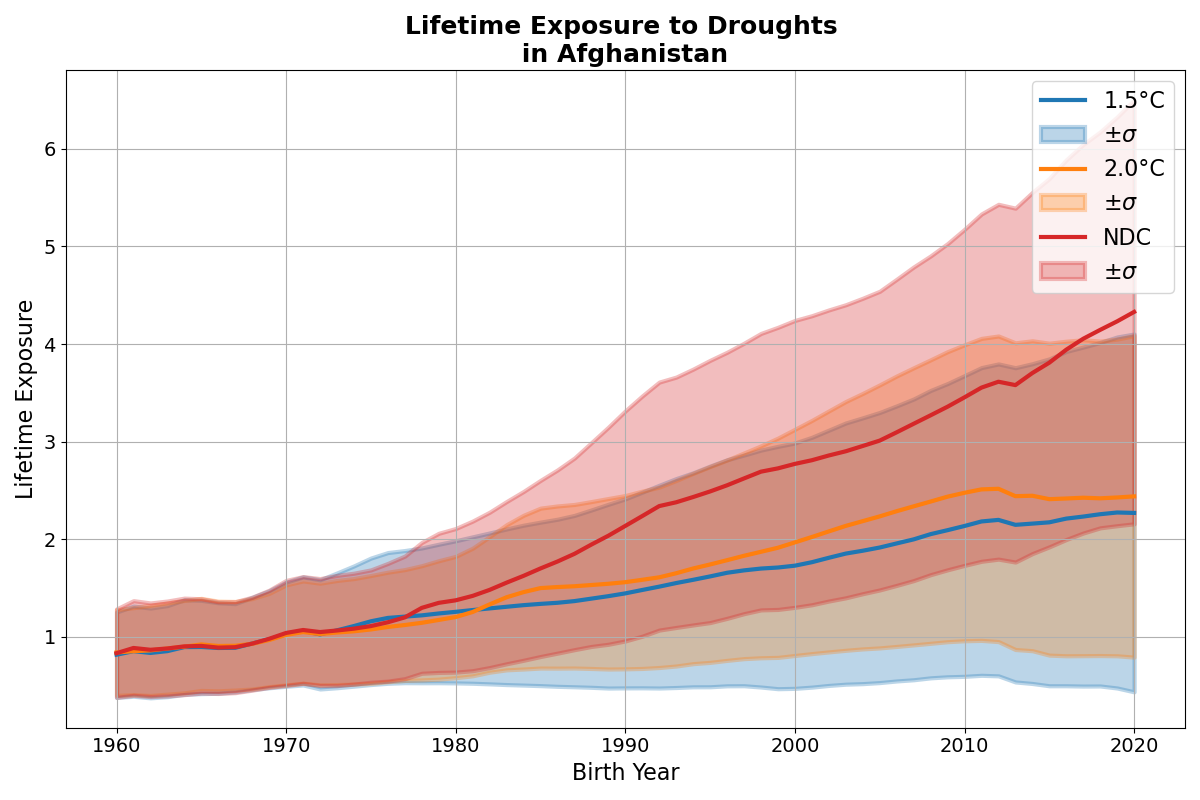 Lifetime Exposure to Droughts
in Afghanistan
Lifetime Exposure
6
5
4
3
2
1
1960 1970 1980 1990 2000 2010 2020
Birth Year
1.5°C
±σ
2.0°C
±σ
NDC
±σ